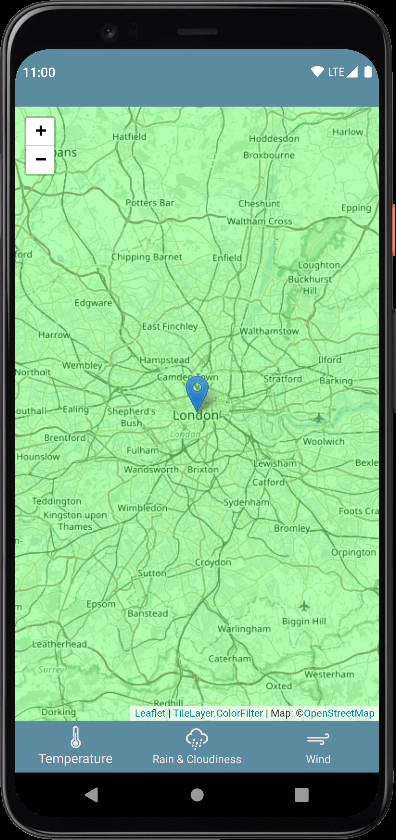 11:00 LTE
+
−
Hatfield Hoddesdon Harlow
Broxbourne
bans
Potters Bar Cheshunt Epping
Waltham Cross
ford Chipping Barnet Enfield
Loughton
Buckhurst
Hill
Edgware
East Finchley
Harrow Walthamstow
Northolt Wembley Hampstead Ilford
Camden Town Stratford Barking
outhall Ealing Shepherd's
Bush
London
London
Brentford Woolwich
Hounslow Fulham Lewisham Bexle
Wandsworth Brixton
Catford
Teddington Sydenham
Kingston upon
Thames
Wimbledon Foots Cra
Bromley
Orpington
Croydon
Sutton
Epsom
Banstead Biggin Hill
Warlingham
Leatherhead
Caterham
Surrey Westerham
Oxted
Redhill
Dorking
Leaflet | TileLayer.ColorFilter | Map: ©OpenStreetMap
Temperature Rain & Cloudiness Wind